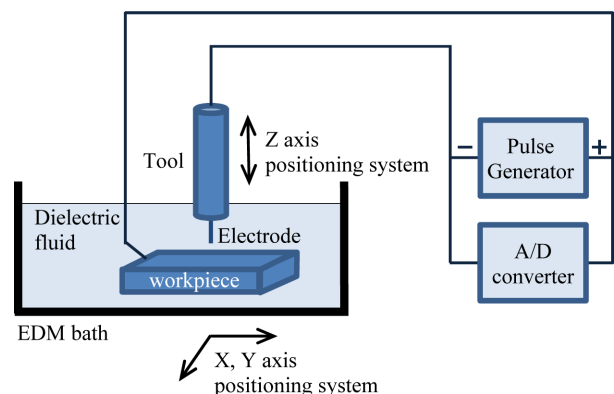 Tool
Z axis
positioning system
−
Pulse
Generator
+
Dielectric
fluid
Electrode
A/D
converter
workpiece
EDM bath
X, Y axis
positioning system